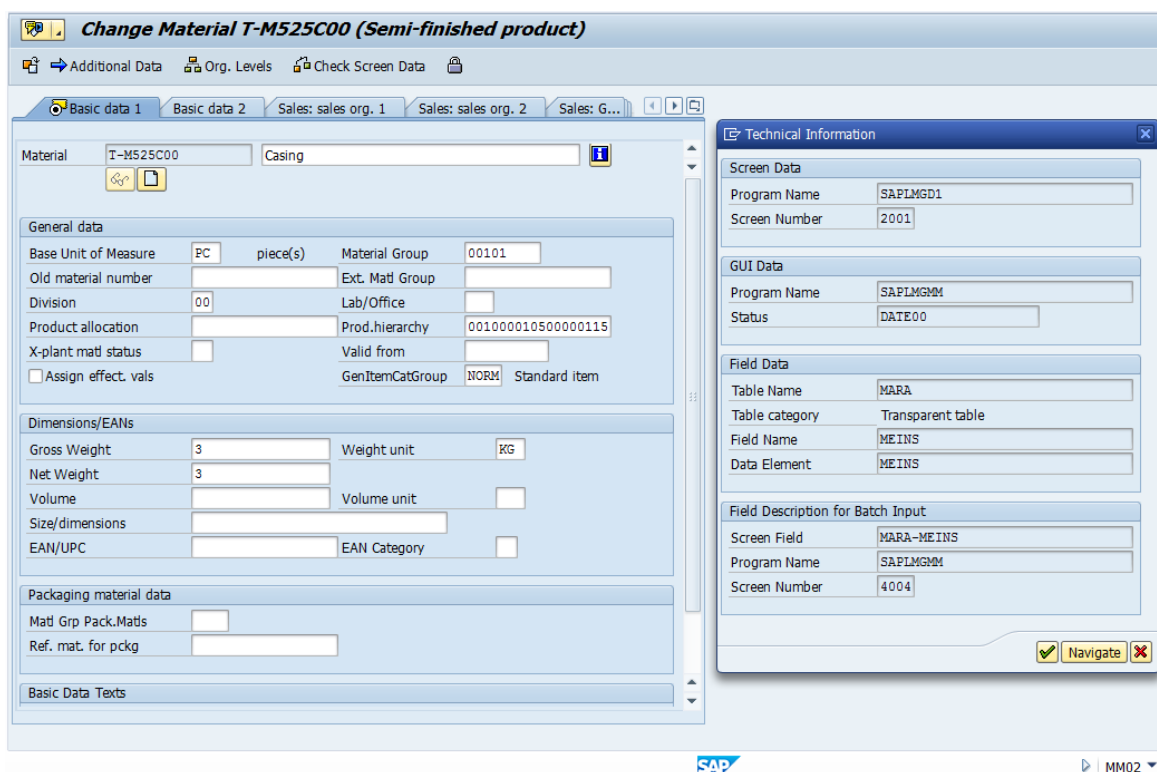 Change Material T-M525C00 (Semi-finished product)
Additional Data Org. Levels Check Screen Data
Basic data 1 Basic data 2 Sales: sales org. 1 Sales: sales org. 2 Sales: G...
Material T-M525C00 Casing
General data
Base Unit of Measure PC piece(s) Material Group 00101
Old material number Ext. Matl Group
Division 00 Lab/Office
Product allocation Prod.hierarchy 001000010500000115
X-plant matl status Valid from
Assign effect. vals GenItemCatGroup NORM Standard item
Dimensions/EANs
Gross Weight 3 Weight unit KG
Net Weight 3
Volume Volume unit
Size/dimensions
EAN/UPC EAN Category
Packaging material data
Matl Grp Pack.Matls
Ref. mat. for pckg
Basic Data Texts
Technical Information
Screen Data
Program Name SAPLMGD1
Screen Number 2001
GUI Data
Program Name SAPLMGMM
Status DATE00
Field Data
Table Name MARA
Table category Transparent table
Field Name MEINS
Data Element MEINS
Field Description for Batch Input
Screen Field MARA-MEINS
Program Name SAPLMGMM
Screen Number 4004
Navigate
SAP MM02